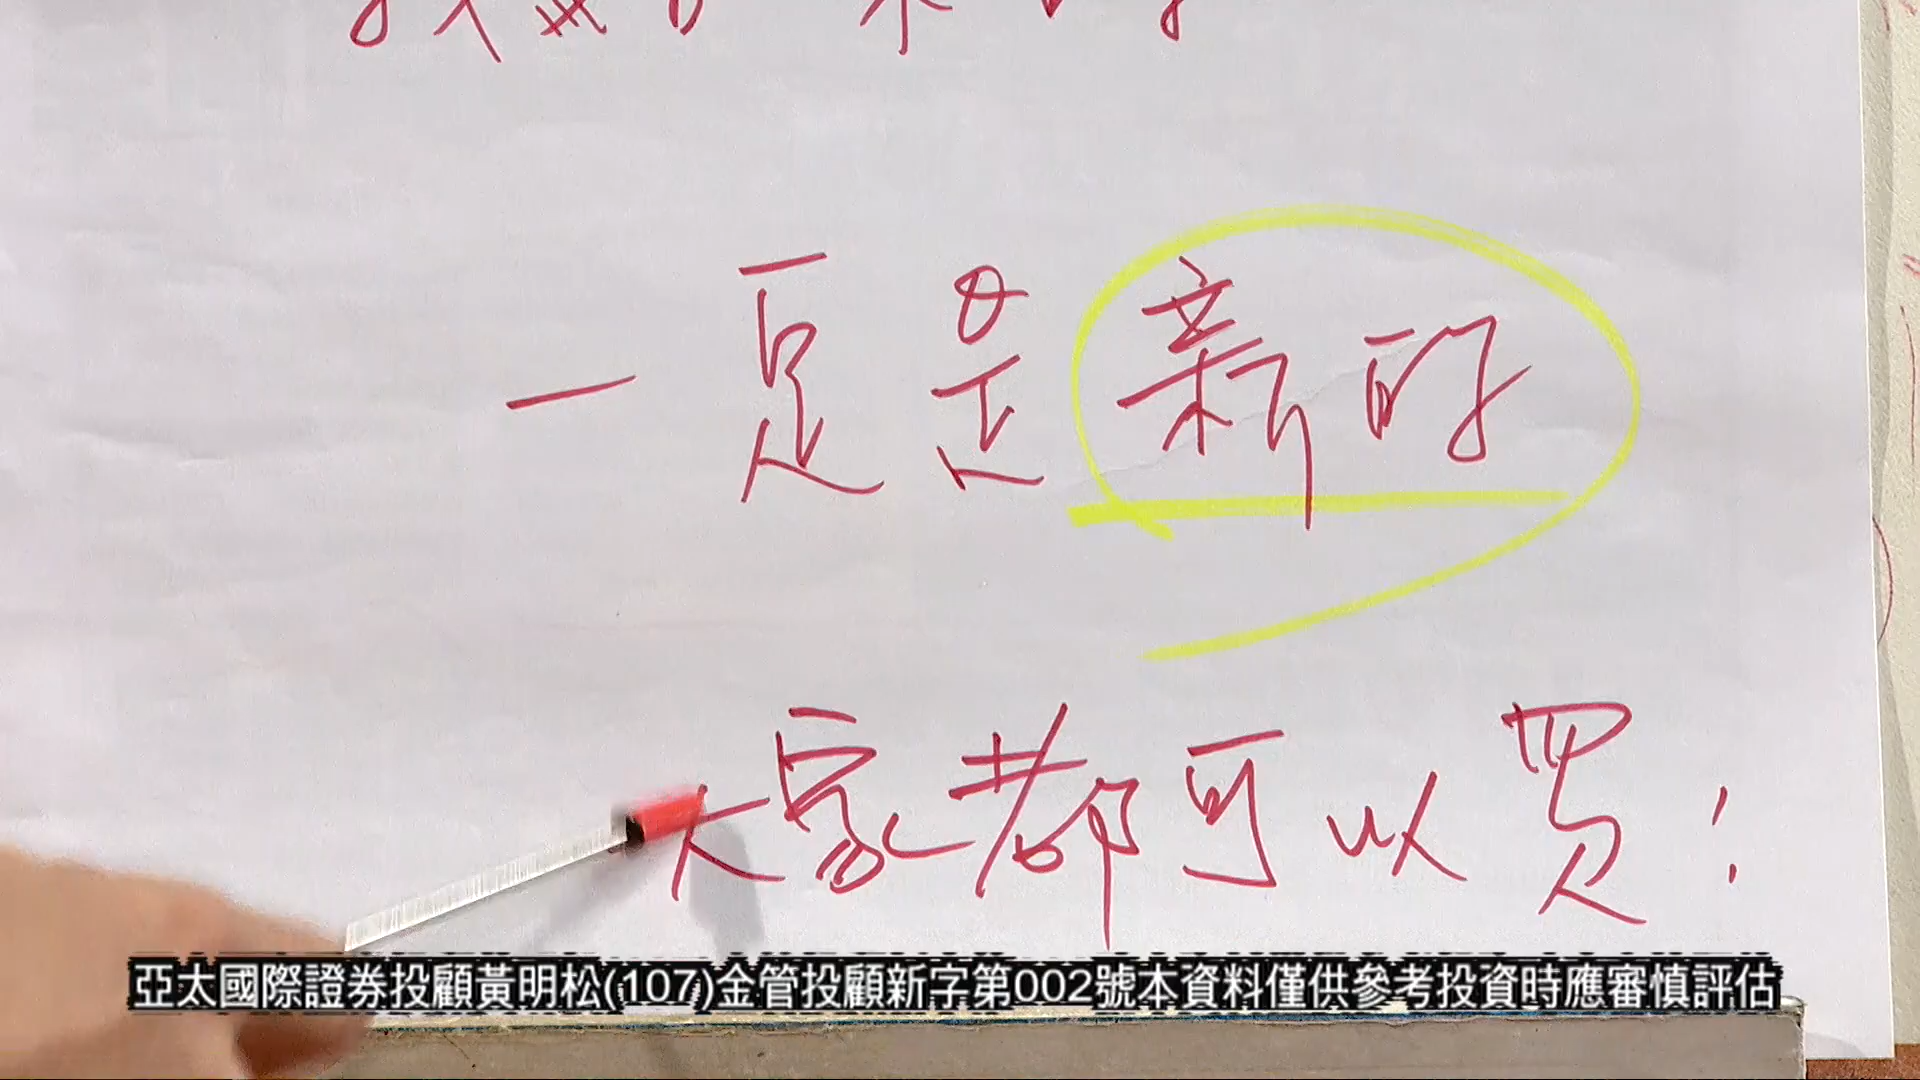 一定是新的
大家都可以買!
亞太國際證券投顧黃明松(107)金管投顧新字第002號本資料僅供參考投資時應審慎評估